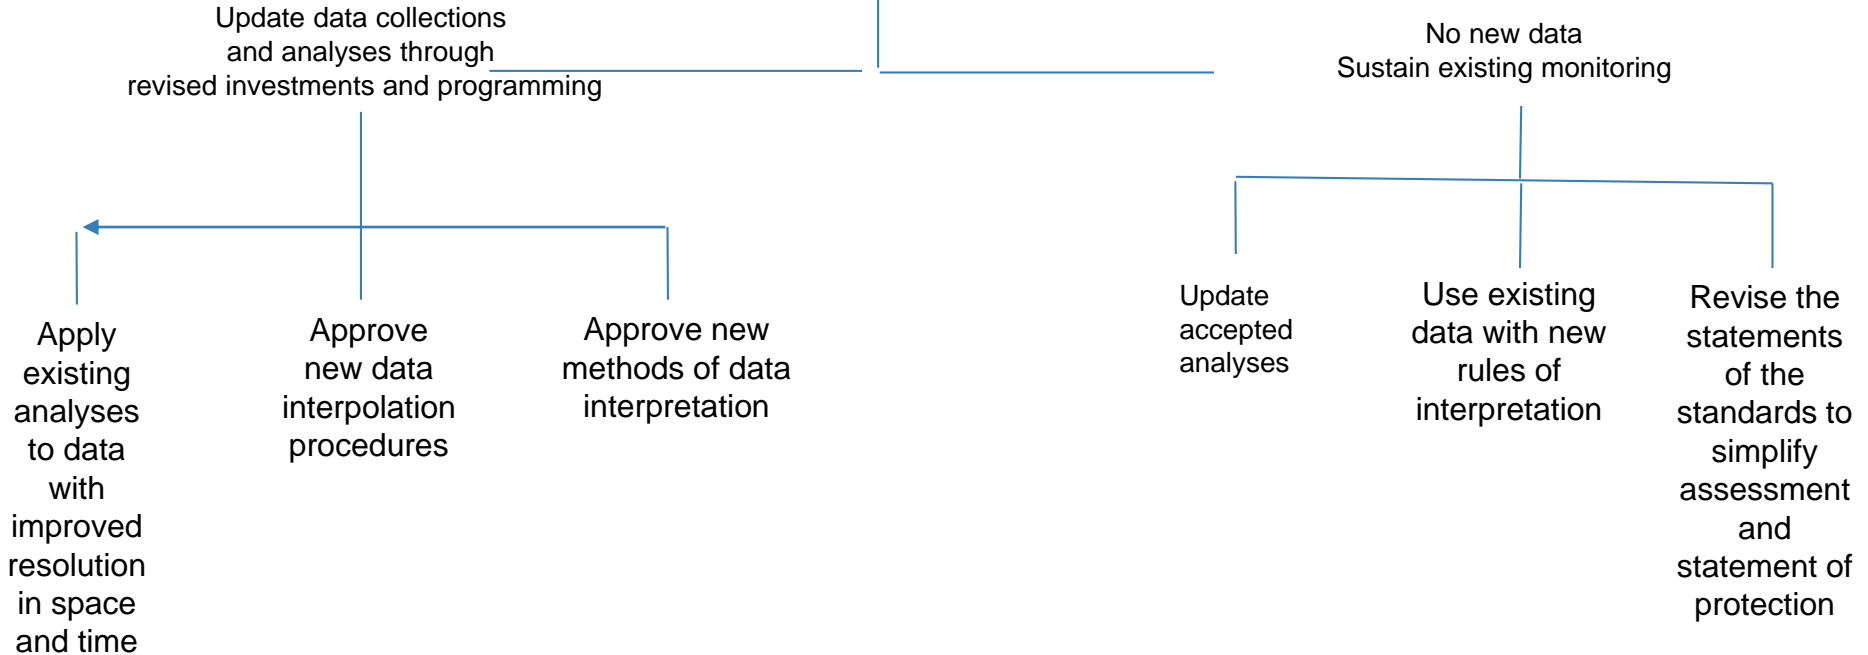 Update data collections
and analyses through
revised investments and programming
No new data
Sustain existing monitoring
Apply
existing
analyses
to data
with
improved
resolution
in space
and time
Approve
new data
interpolation
procedures
Approve new
methods of data
interpretation
Update
accepted
analyses
Use existing
data with new
rules of
interpretation
Revise the
statements
of the
standards to
simplify
assessment
and
statement of
protection